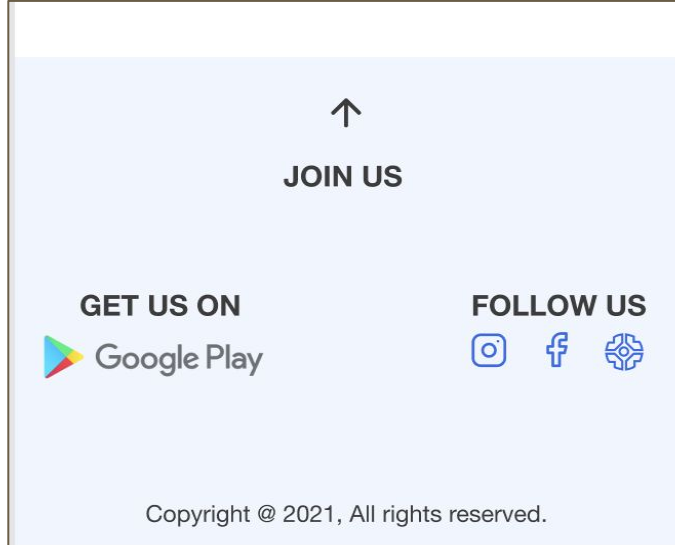 JOIN US
GET US ON
Google Play
FOLLOW US
Copyright @ 2021, All rights reserved.